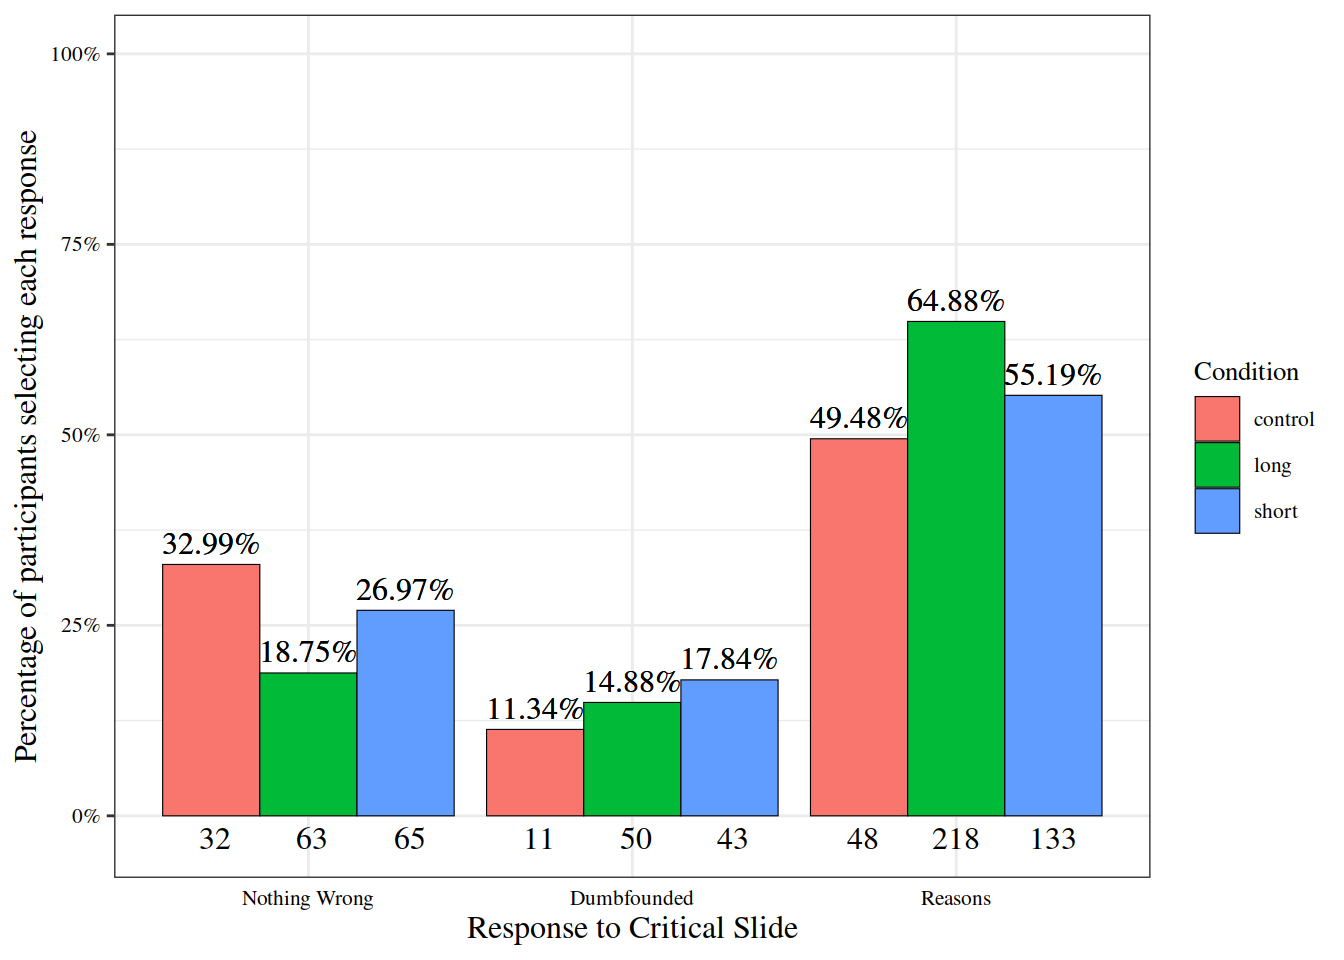 100%
75%
50%
25%
0%
Percentage of participants selecting each response
32.99%
18.75%
26.97%
11.34%
14.88%
17.84%
49.48%
64.88%
55.19%
32 63 65 11 50 43 48 218 133
Nothing Wrong Dumbfounded Reasons
Response to Critical Slide
Condition
control
long
short